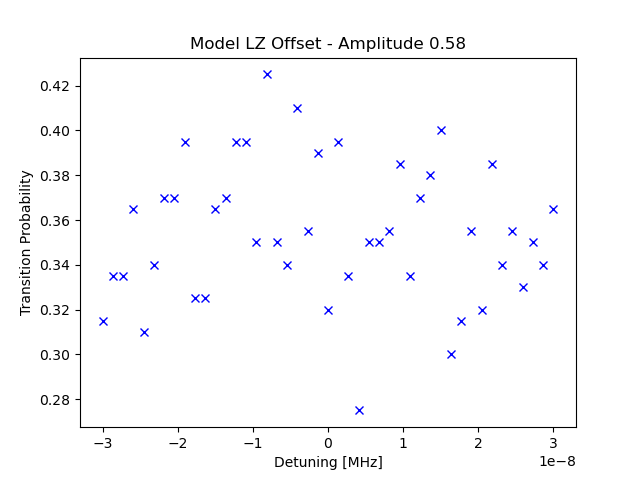 Model LZ Offset - Amplitude 0.58
Transition Probability
0.42
0.40
0.38
0.36
0.34
0.32
0.30
0.28
−3 −2 −1 0 1 2 3
1e−8
Detuning [MHz]